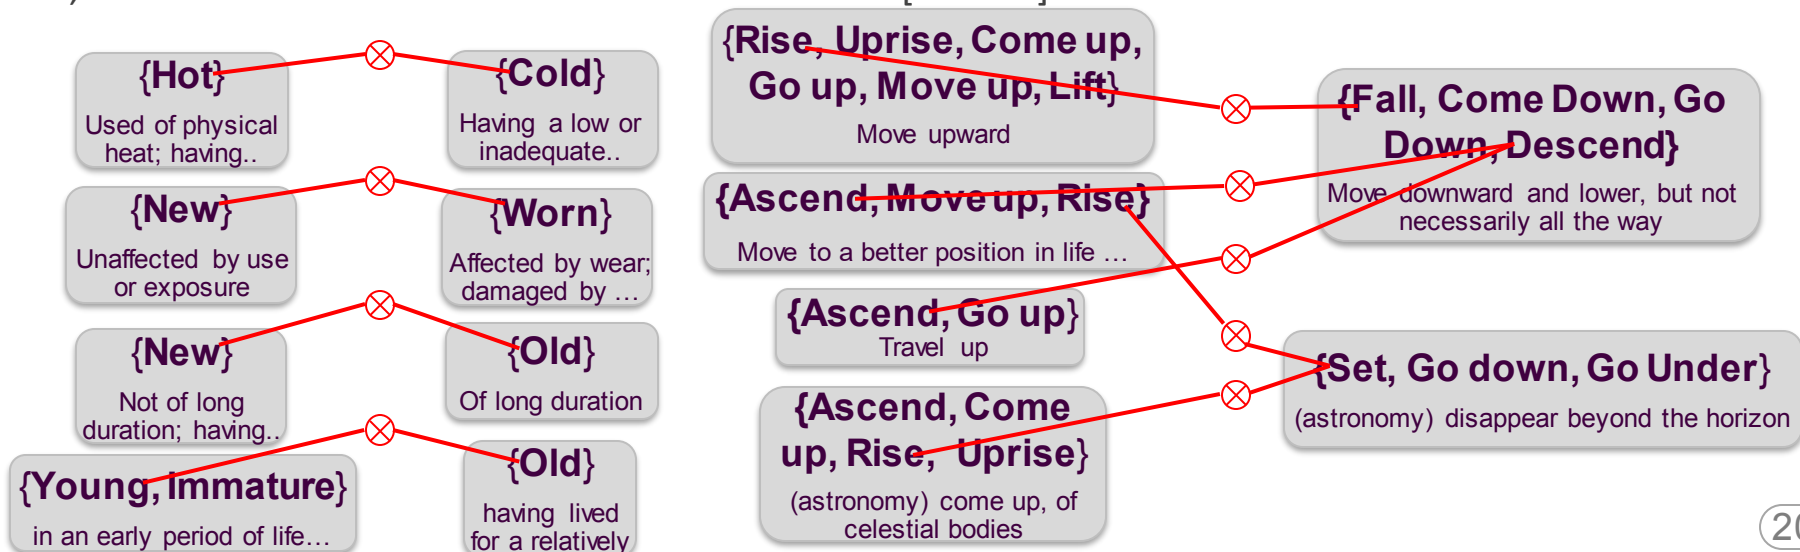 {Hot}
Used of physical
heat; having..
{Cold}
Having a low or
inadequate..
{New}
Unaffected by use
or exposure
{Worn}
Affected by wear;
damaged by …
{New}
Not of long
duration; having..
{Old}
Of long duration
{Young, Immature}
in an early period of life…
{Old}
having lived
for a relatively
{Rise, Uprise, Come up,
Go up, Move up, Lift}
Move upward
{Ascend, Move up, Rise}
Move to a better position in life …
{Ascend, Go up}
Travel up
{Ascend, Come
up, Rise, Uprise}
(astronomy) come up, of
celestial bodies
{Fall, Come Down, Go
Down, Descend}
Move downward and lower, but not
necessarily all the way
{Set, Go down, Go Under}
(astronomy) disappear beyond the horizon